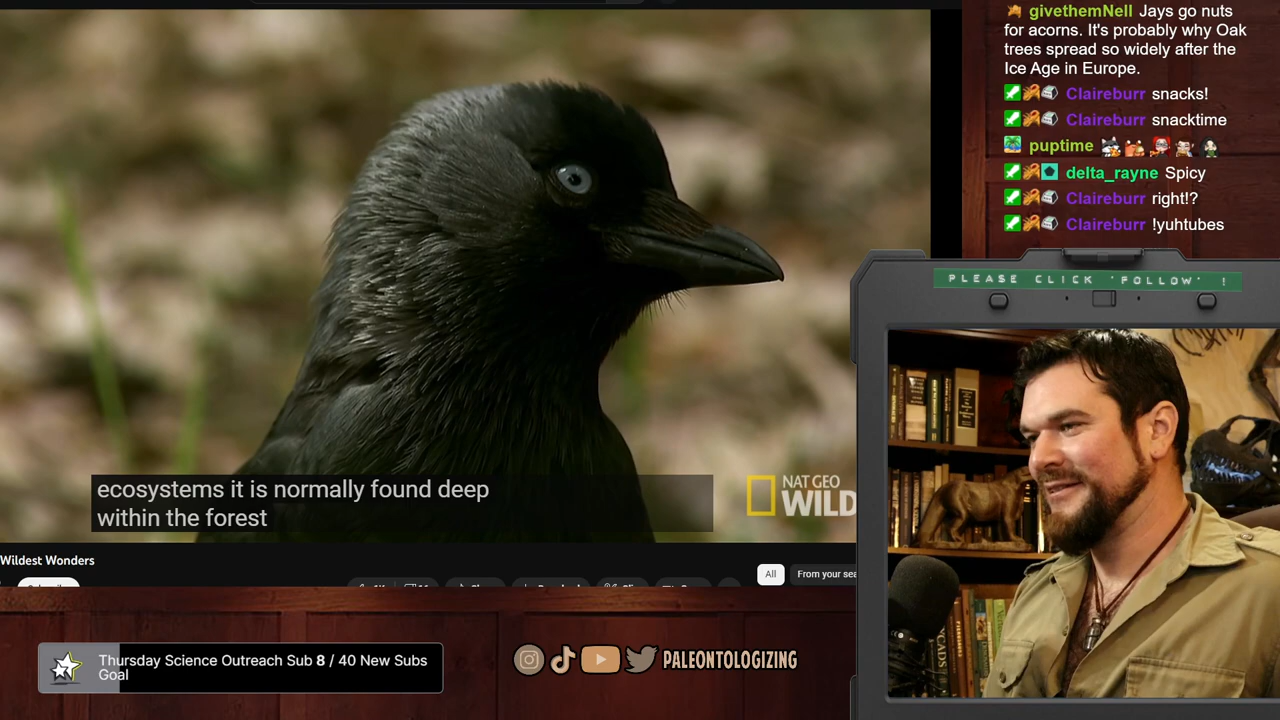 givethemNell Jays go nuts
for acorns. It's probably why Oak
trees spread so widely after the
Ice Age in Europe.
Claireburr snacks!
Claireburr snacktime
puptime
delta_rayne Spicy
Claireburr right!?
Claireburr !yuhtubes
PLEASE CLICK 'FOLLOW' !
ecosystems it is normally found deep
within the forest
NAT GEO
WILD
Wildest Wonders
All
From your sea
Thursday Science Outreach Sub 8 / 40 New Subs
Goal
PALEONTOLOGIZING